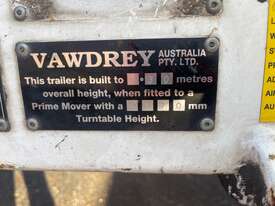 VAWDREY AUSTRALIA PTY. LTD.
This trailer is built to metres
overall height, when fitted to a
Prime Mover with a mm
Turntable Height.